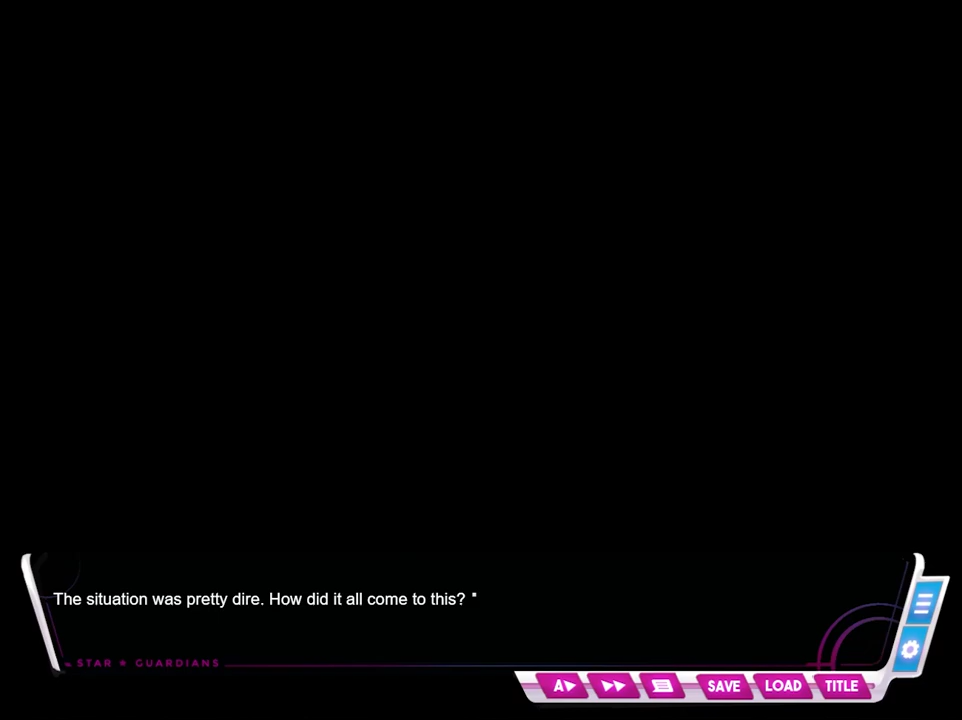 The situation was pretty dire. How did it all come to this?
STAR GUARDIANS
A
SAVE LOAD TITLE